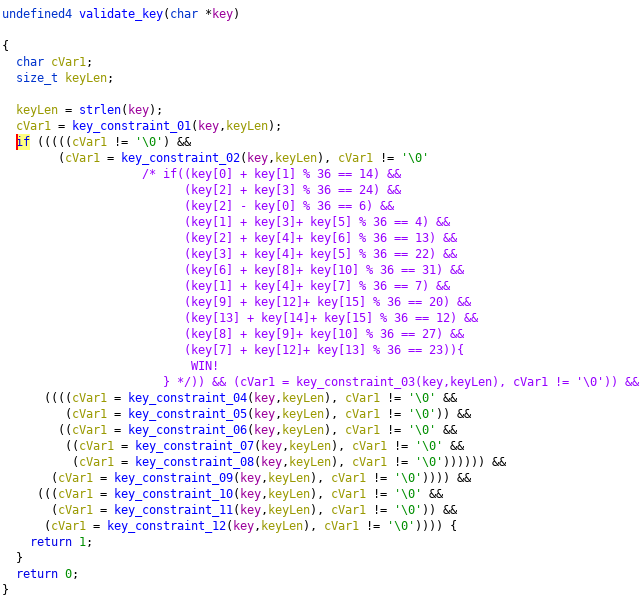 undefined4 validate_key(char *key)

{
  char cVar1;
  size_t keyLen;

  keyLen = strlen(key);
  cVar1 = key_constraint_01(key,keyLen);
  if (((((cVar1 != '\0') &&
        (cVar1 = key_constraint_02(key,keyLen), cVar1 != '\0'
                    /* if((key[0] + key[1] % 36 == 14) &&
                          (key[2] + key[3] % 36 == 24) &&
                          (key[2] - key[0] % 36 == 6) &&
                          (key[1] + key[3]+ key[5] % 36 == 4) &&
                          (key[2] + key[4]+ key[6] % 36 == 13) &&
                          (key[3] + key[4]+ key[5] % 36 == 22) &&
                          (key[6] + key[8]+ key[10] % 36 == 31) &&
                          (key[1] + key[4]+ key[7] % 36 == 7) &&
                          (key[9] + key[12]+ key[15] % 36 == 20) &&
                          (key[13] + key[14]+ key[15] % 36 == 12) &&
                          (key[8] + key[9]+ key[10] % 36 == 27) &&
                          (key[7] + key[12]+ key[13] % 36 == 23)){
                           WIN!
                       } */)) && (cVar1 = key_constraint_03(key,keyLen), cVar1 != '\0')) &&
      ((((cVar1 = key_constraint_04(key,keyLen), cVar1 != '\0' &&
         (cVar1 = key_constraint_05(key,keyLen), cVar1 != '\0')) &&
        ((cVar1 = key_constraint_06(key,keyLen), cVar1 != '\0' &&
         ((cVar1 = key_constraint_07(key,keyLen), cVar1 != '\0' &&
          (cVar1 = key_constraint_08(key,keyLen), cVar1 != '\0')))))) &&
       (cVar1 = key_constraint_09(key,keyLen), cVar1 != '\0')))) &&
     (((cVar1 = key_constraint_10(key,keyLen), cVar1 != '\0' &&
       (cVar1 = key_constraint_11(key,keyLen), cVar1 != '\0')) &&
      (cVar1 = key_constraint_12(key,keyLen), cVar1 != '\0')))) {
    return 1;
  }
  return 0;
}